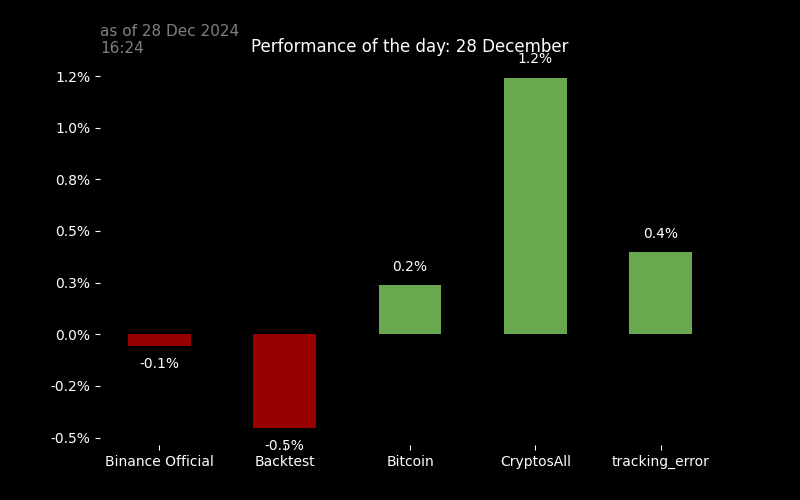 as of 28 Dec 2024
16:24
Performance of the day: 28 December
1.2%
1.2%
1.0%
0.8%
0.5%
0.4%
0.3%
0.2%
0.0%
-0.1%
-0.2%
-0.5%
-0.5%
Binance Official
Backtest
Bitcoin
CryptosAll
tracking_error